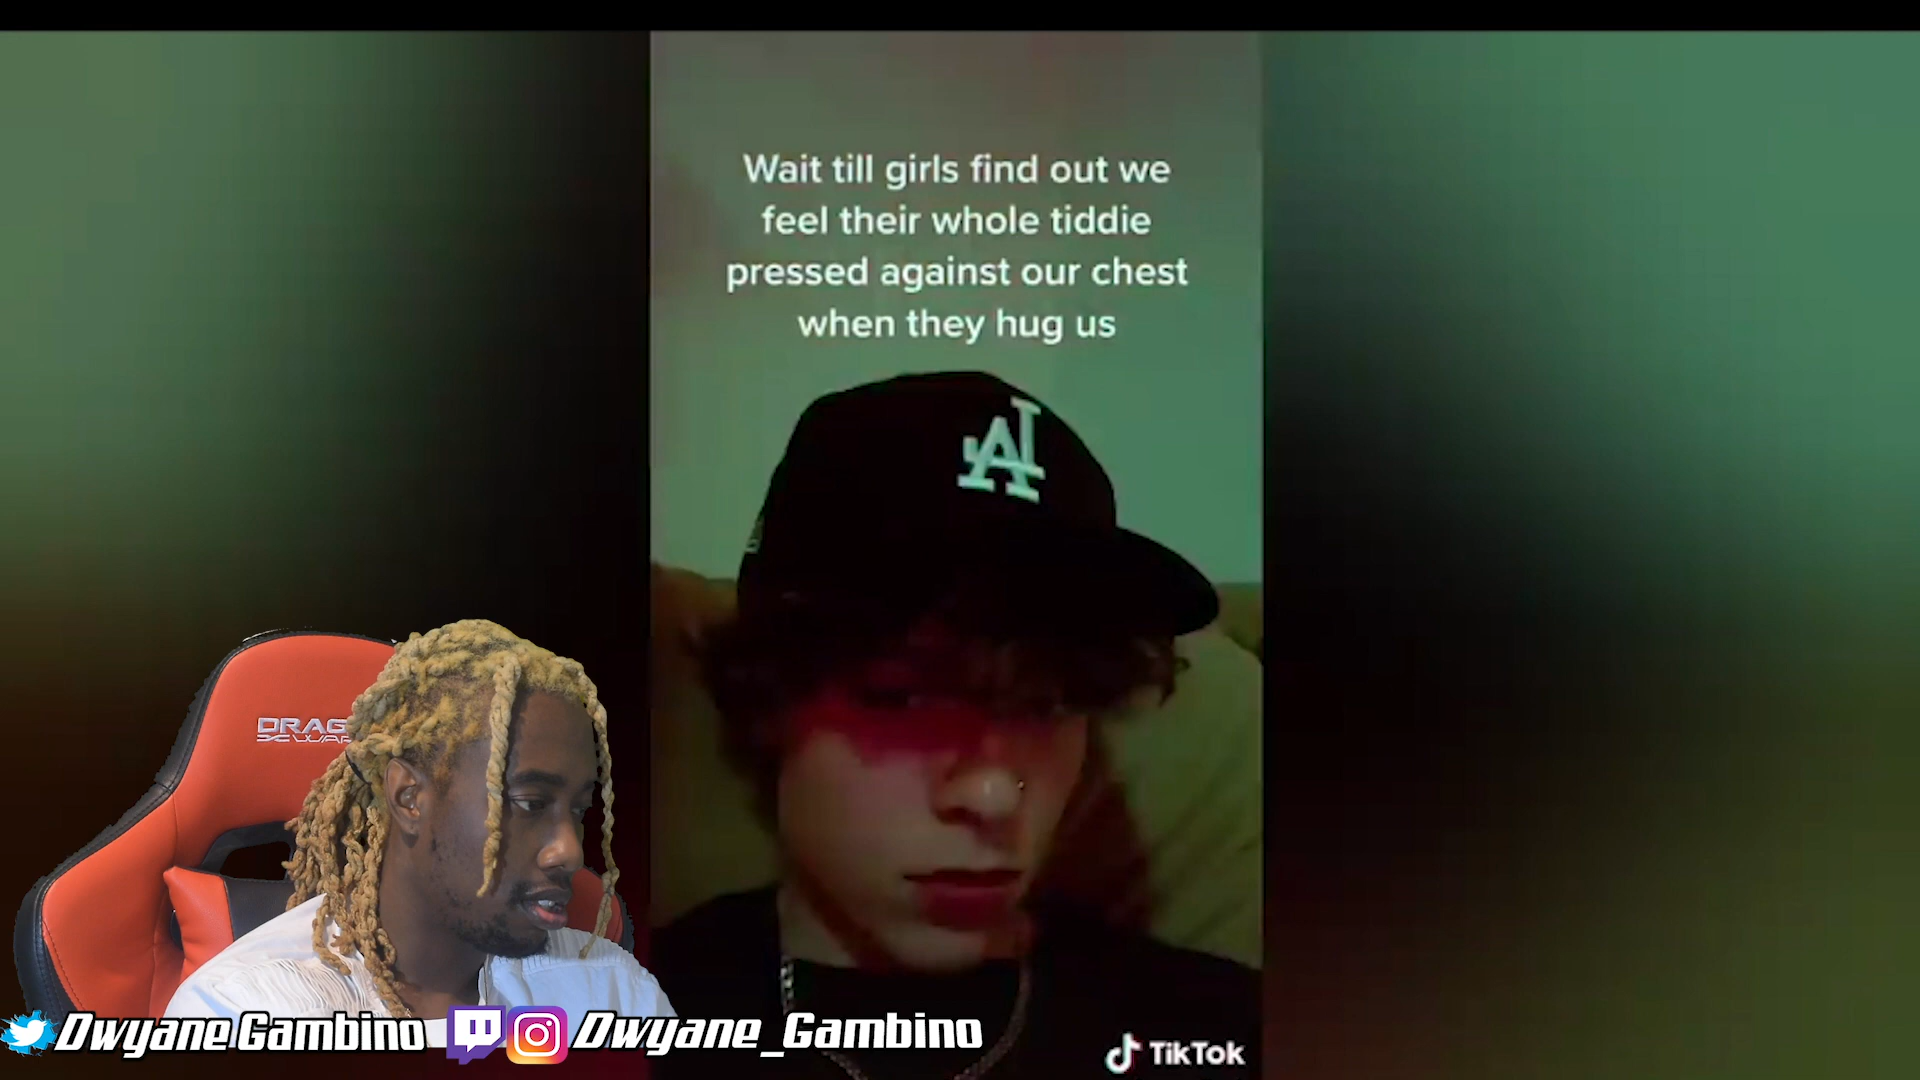 Wait till girls find out we
feel their whole tiddie
pressed against our chest
when they hug us
LA
DRAG
Dwyane Gambino
Dwyane_Gambino
TikTok